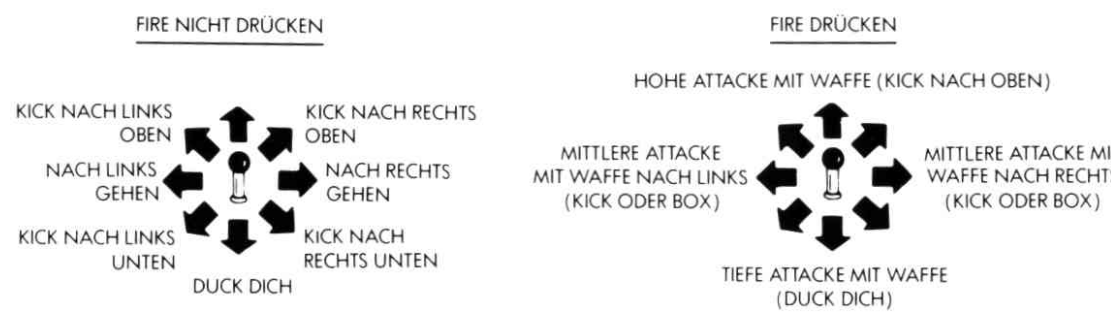 FIRE NICHT DRÜCKEN
KICK NACH LINKS
OBEN
KICK NACH RECHTS
OBEN
NACH LINKS
GEHEN
NACH RECHTS
GEHEN
KICK NACH LINKS
UNTEN
KICK NACH
RECHTS UNTEN
DUCK DICH
FIRE DRÜCKEN
HOHE ATTACKE MIT WAFFE (KICK NACH OBEN)
MITTLERE ATTACKE
MIT WAFFE NACH LINKS
(KICK ODER BOX)
MITTLERE ATTACKE MI
WAFFE NACH RECHTS
(KICK ODER BOX)
TIEFE ATTACKE MIT WAFFE
(DUCK DICH)